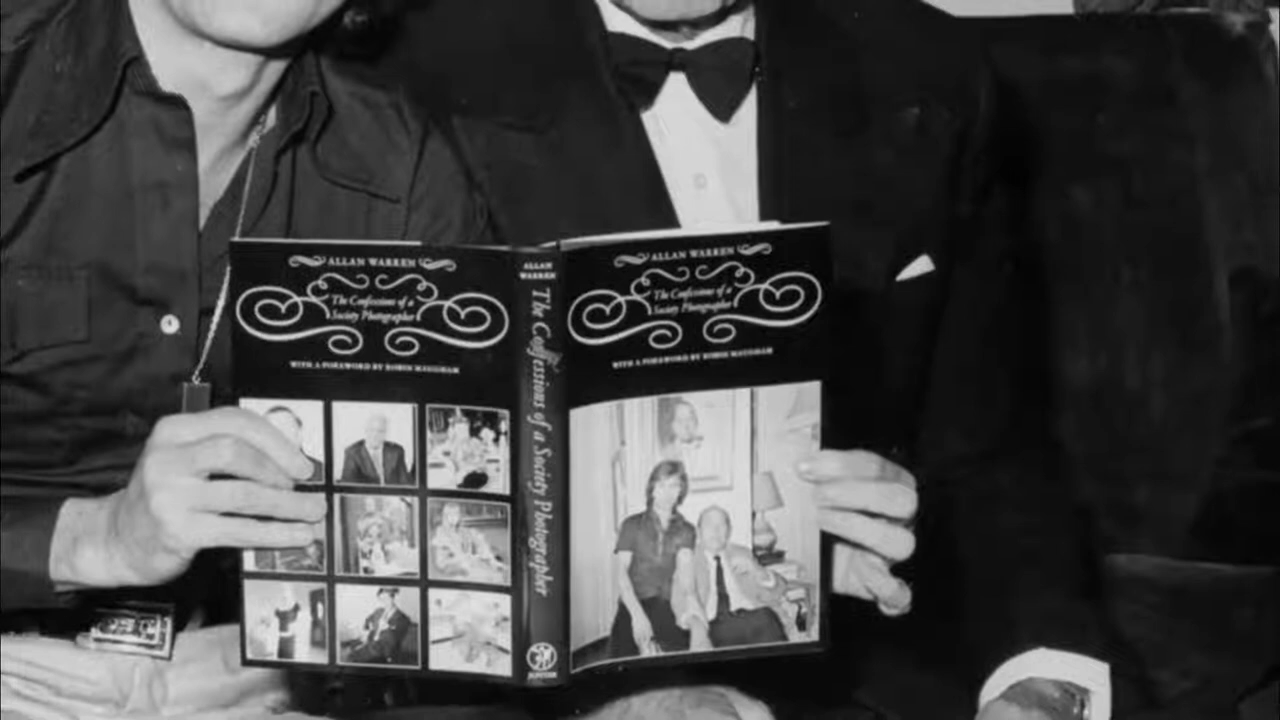 ALLAN WARREN
The Confessions of a
Society Photographer
WITH A FOREWORD BY ROBIN MAUGHAM
ALLAN
WARREN
The Confessions of a Society Photographer
JUPITER
ALLAN WARREN
The Confessions of a
Society Photographer
WITH A FOREWORD BY ROBIN MAUGHAM